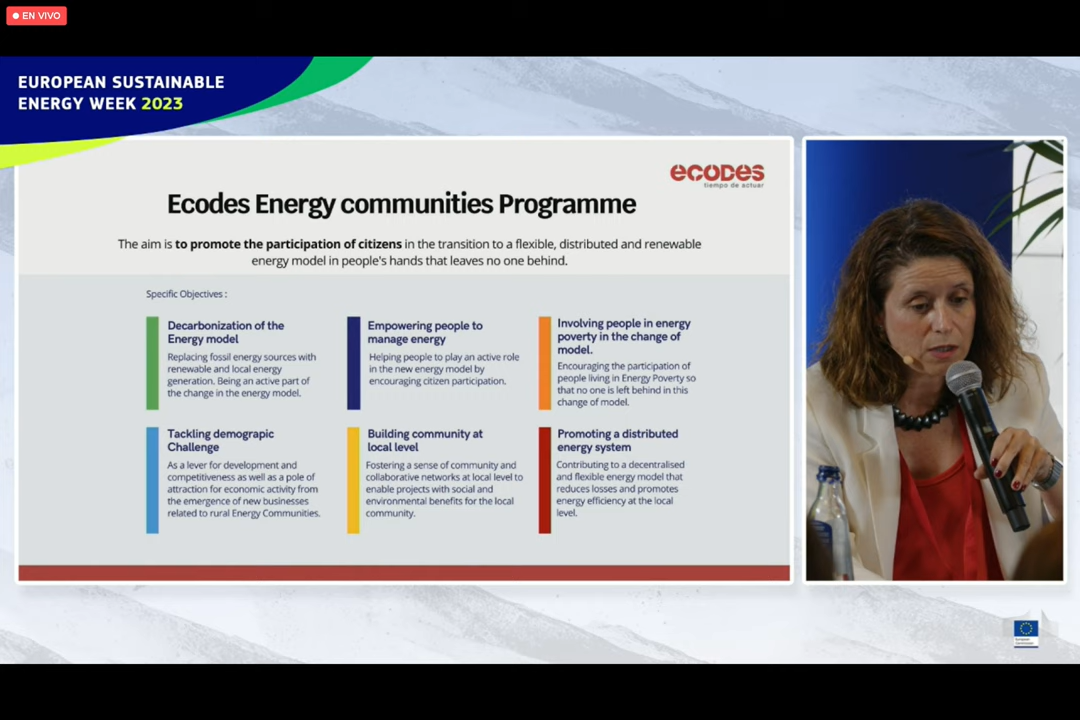 EN VIVO
EUROPEAN SUSTAINABLE
ENERGY WEEK 2023
ecodes
tiempo de actuar
Ecodes Energy communities Programme
The aim is to promote the participation of citizens in the transition to a flexible, distributed and renewable
energy model in people's hands that leaves no one behind.
Specific Objectives :
Decarbonization of the
Energy model
Replacing fossil energy sources with
renewable and local energy
generation. Being an active part of
the change in the energy model.
Empowering people to
manage energy
Helping people to play an active role
in the new energy model by
encouraging citizen participation.
Involving people in energy
poverty in the change of
model.
Encouraging the participation of
people living in Energy Poverty so
that no one is left behind in this
change of model.
Tackling demograpic
Challenge
As a lever for development and
competitiveness as well as a pole of
attraction for economic activity from
the emergence of new businesses
related to rural Energy Communities.
Building community at
local level
Fostering a sense of community and
collaborative networks at local level to
enable projects with social and
environmental benefits for the local
community.
Promoting a distributed
energy system
Contributing to a decentralised
and flexible energy model that
reduces losses and promotes
energy efficiency at the local
level.
European
Commission